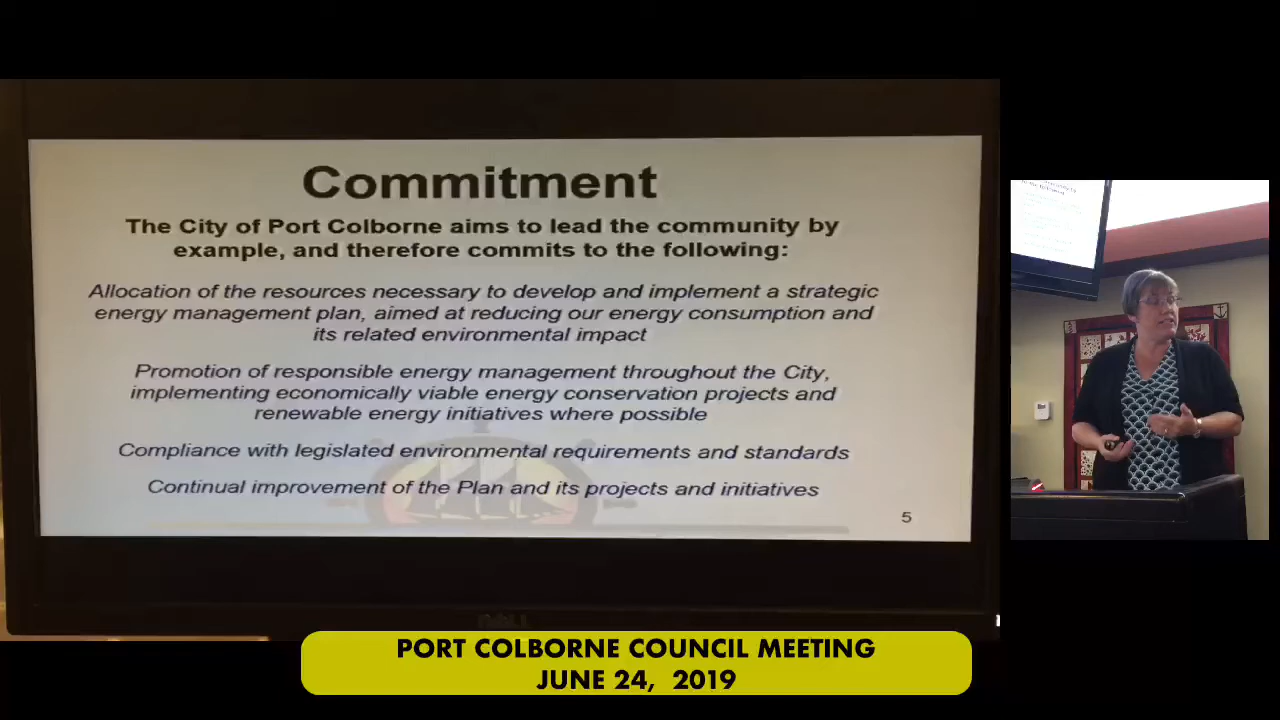 Commitment
The City of Port Colborne aims to lead the community by
example, and therefore commits to the following:
Allocation of the resources necessary to develop and implement a strategic
energy management plan, aimed at reducing our energy consumption and
its related environmental impact
Promotion of responsible energy management throughout the City,
implementing economically viable energy conservation projects and
renewable energy initiatives where possible
Compliance with legislated environmental requirements and standards
Continual improvement of the Plan and its projects and initiatives
5
DELL
PORT COLBORNE COUNCIL MEETING
JUNE 24, 2019